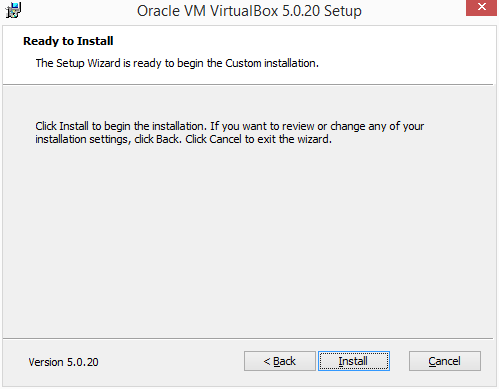 Oracle VM VirtualBox 5.0.20 Setup
Ready to Install
The Setup Wizard is ready to begin the Custom installation.
Click Install to begin the installation. If you want to review or change any of your
installation settings, click Back. Click Cancel to exit the wizard.
Version 5.0.20
< Back
Install
Cancel